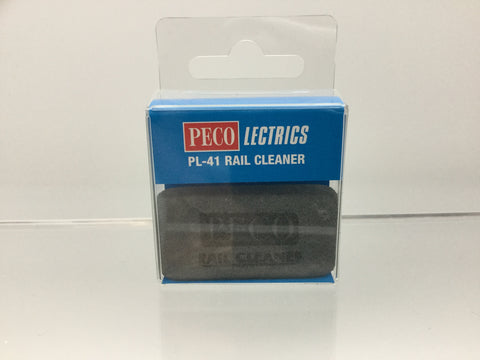 PECO LECTRICS
PL-41 RAIL CLEANER
PECO
RAIL CLEANER